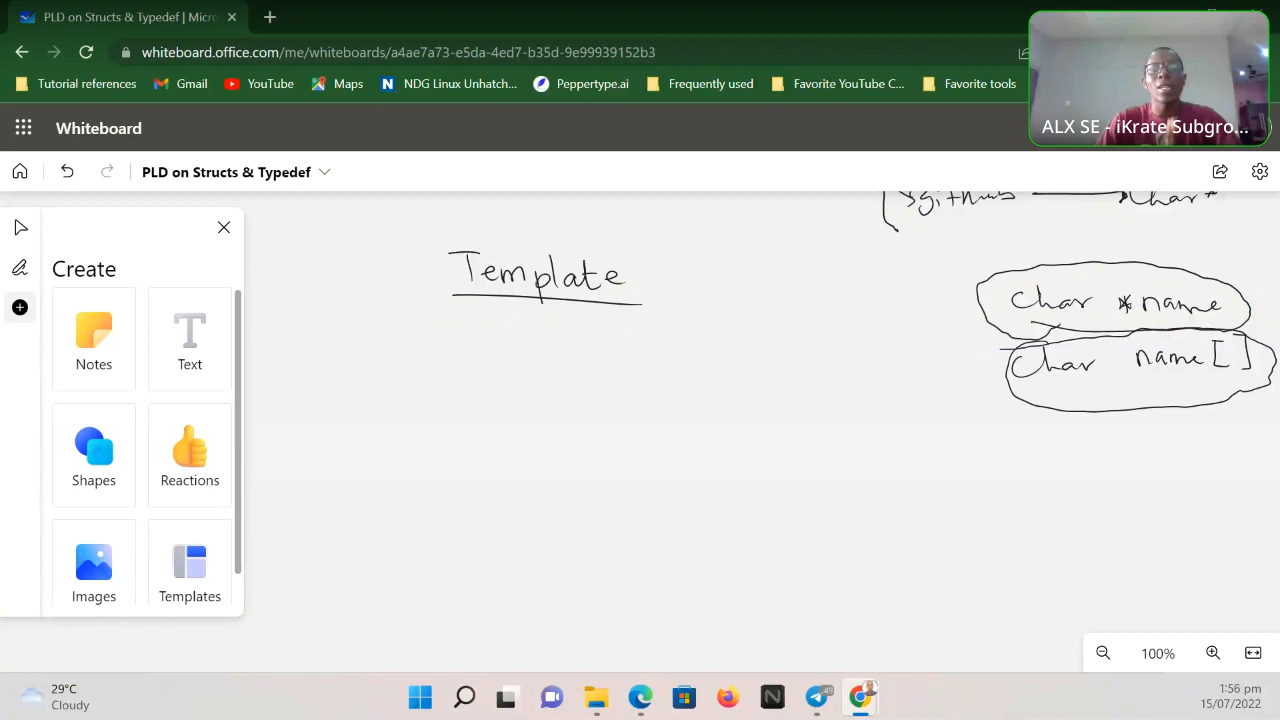 PLD on Structs & Typedef | Micro
whiteboard.office.com/me/whiteboards/a4ae7a73-e5da-4ed7-b35d-9e99939152b3
Tutorial references Gmail YouTube Maps NDG Linux Unhatch... Peppertype.ai Frequently used Favorite YouTube C... Favorite tools
ALX SE - iKrate Subgro...
Whiteboard
PLD on Structs & Typedef
github char*
Create
Template
char *name
Notes Text
char name[]
Shapes Reactions
Images Templates
100%
29°C
Cloudy
1:56 pm
15/07/2022